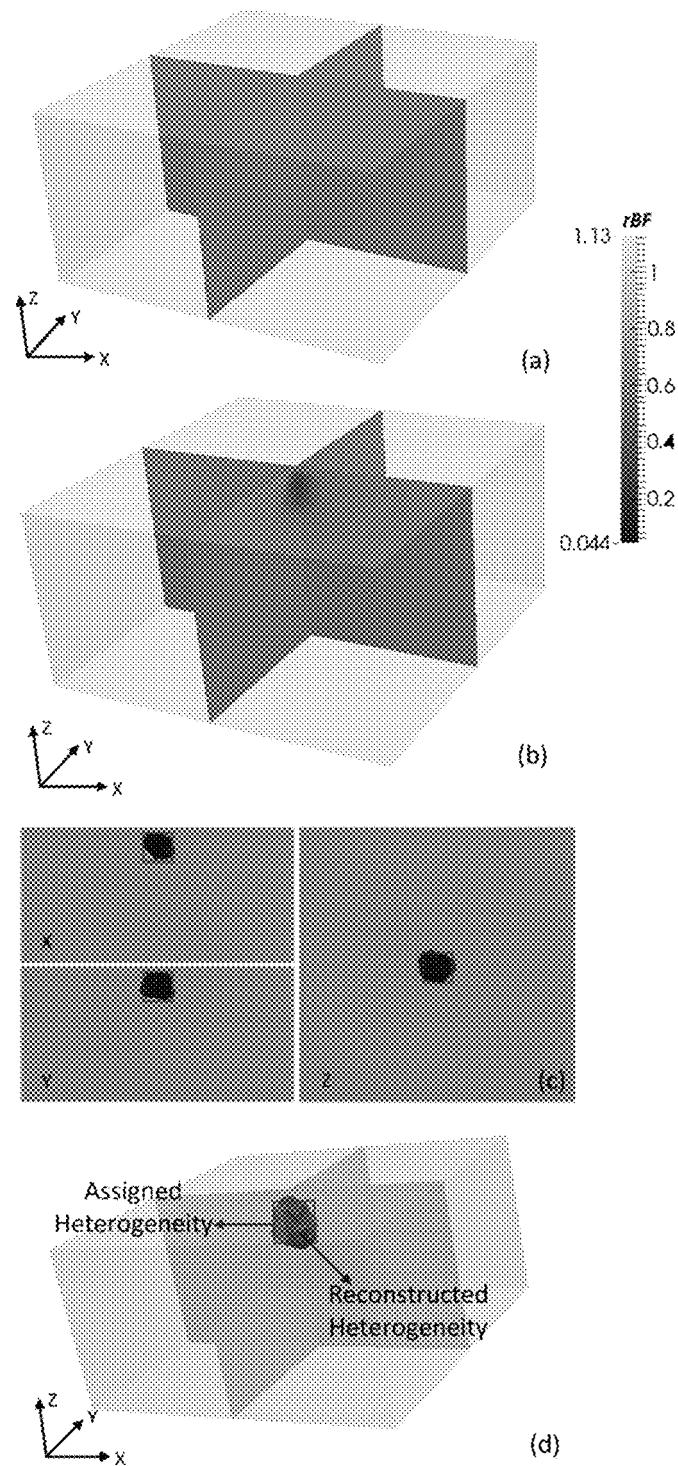 rBF
1.13
1
0.8
0.6
0.4
0.2
0.044
Z
Y
X
(a)
Z
Y
X
(b)
X
Y
Z
(c)
Assigned
Heterogeneity
Reconstructed
Heterogeneity
Z
Y
X
(d)